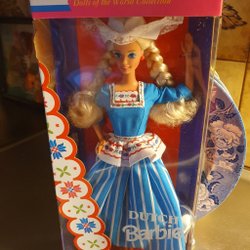 Dolls of the World Collection
DUTCH
Barbie